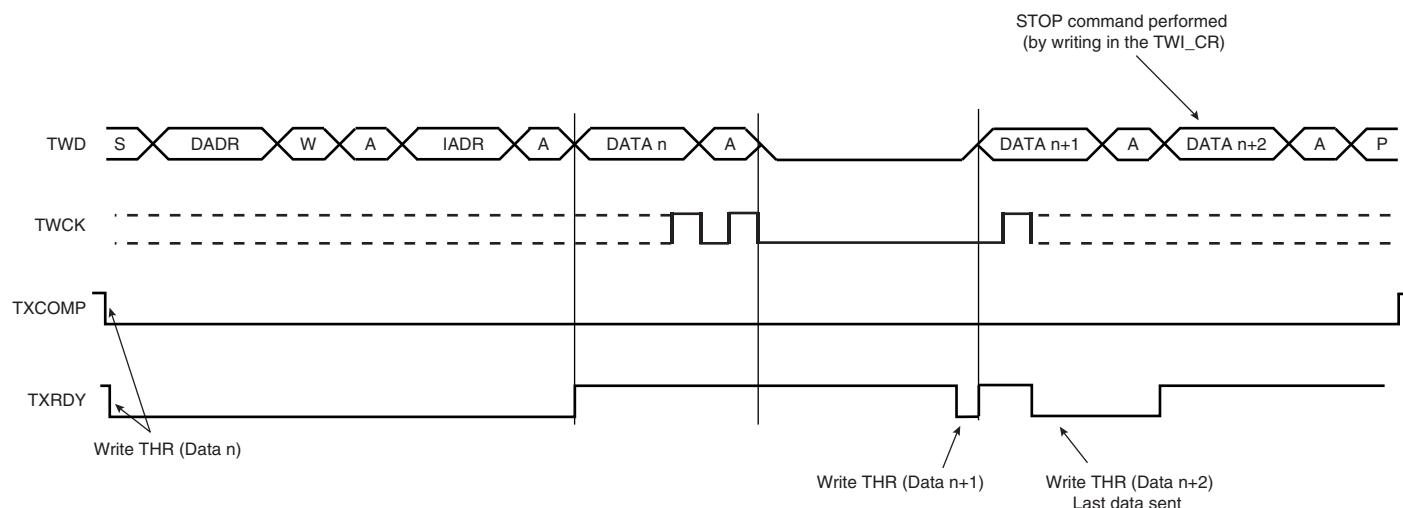 STOP command performed
(by writing in the TWI_CR)
TWD S DADR W A IADR A DATA n A DATA n+1 A DATA n+2 A P
TWCK
TXCOMP
TXRDY
Write THR (Data n)
Write THR (Data n+1)
Write THR (Data n+2)
Last data sent